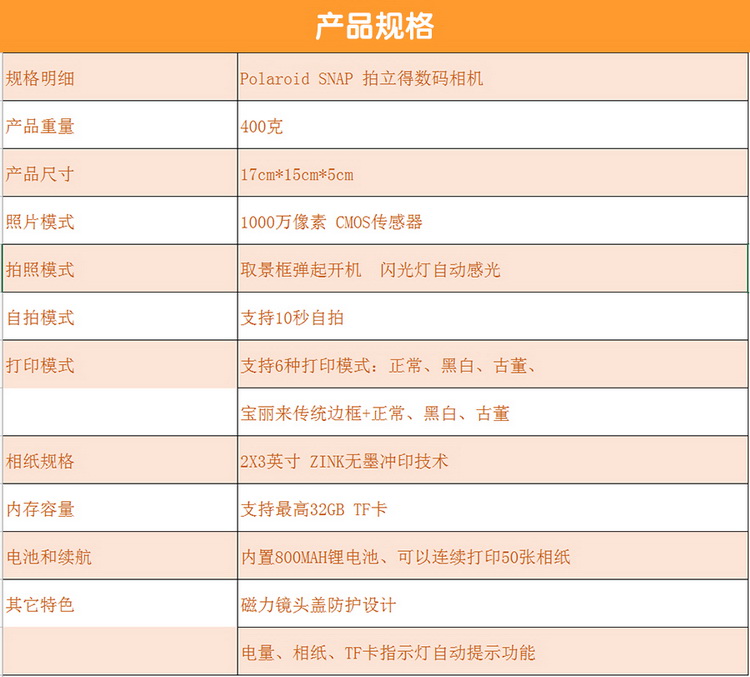 产品规格
规格明细 Polaroid SNAP 拍立得数码相机
产品重量 400克
产品尺寸 17cm*15cm*5cm
照片模式 1000万像素 CMOS传感器
拍照模式 取景框弹起开机 闪光灯自动感光
自拍模式 支持10秒自拍
打印模式 支持6种打印模式：正常、黑白、古董、
宝丽来传统边框+正常、黑白、古董
相纸规格 2X3英寸 ZINK无墨冲印技术
内存容量 支持最高32GB TF卡
电池和续航 内置800MAH锂电池、可以连续打印50张相纸
其它特色 磁力镜头盖防护设计
电量、相纸、TF卡指示灯自动提示功能